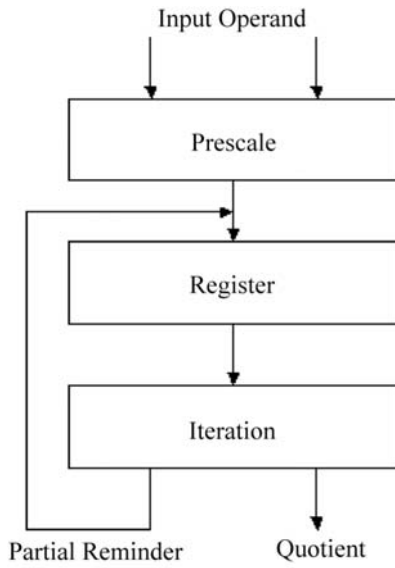 Input Operand
Prescale
Register
Iteration
Partial Reminder
Quotient